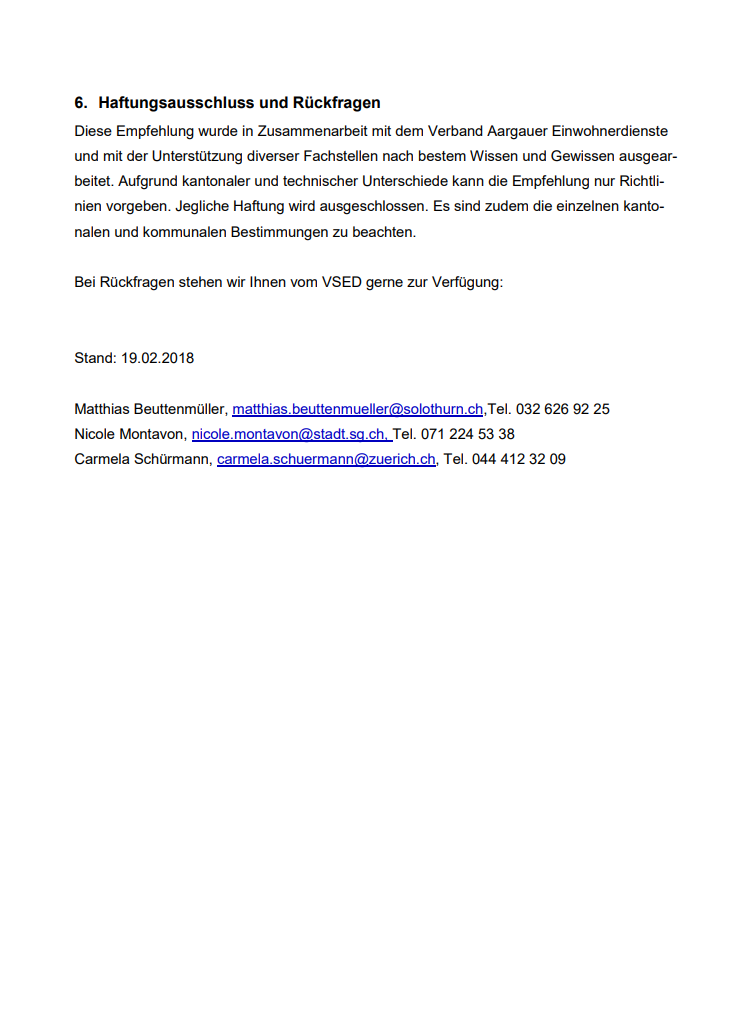 6. Haftungsausschluss und Rückfragen
Diese Empfehlung wurde in Zusammenarbeit mit dem Verband Aargauer Einwohnerdienste
und mit der Unterstützung diverser Fachstellen nach bestem Wissen und Gewissen ausgear-
beitet. Aufgrund kantonaler und technischer Unterschiede kann die Empfehlung nur Richtli-
nien vorgeben. Jegliche Haftung wird ausgeschlossen. Es sind zudem die einzelnen kanto-
nalen und kommunalen Bestimmungen zu beachten.
Bei Rückfragen stehen wir Ihnen vom VSED gerne zur Verfügung:
Stand: 19.02.2018
Matthias Beuttenmüller, matthias.beuttenmueller@solothurn.ch,Tel. 032 626 92 25
Nicole Montavon, nicole.montavon@stadt.sg.ch, Tel. 071 224 53 38
Carmela Schürmann, carmela.schuermann@zuerich.ch, Tel. 044 412 32 09